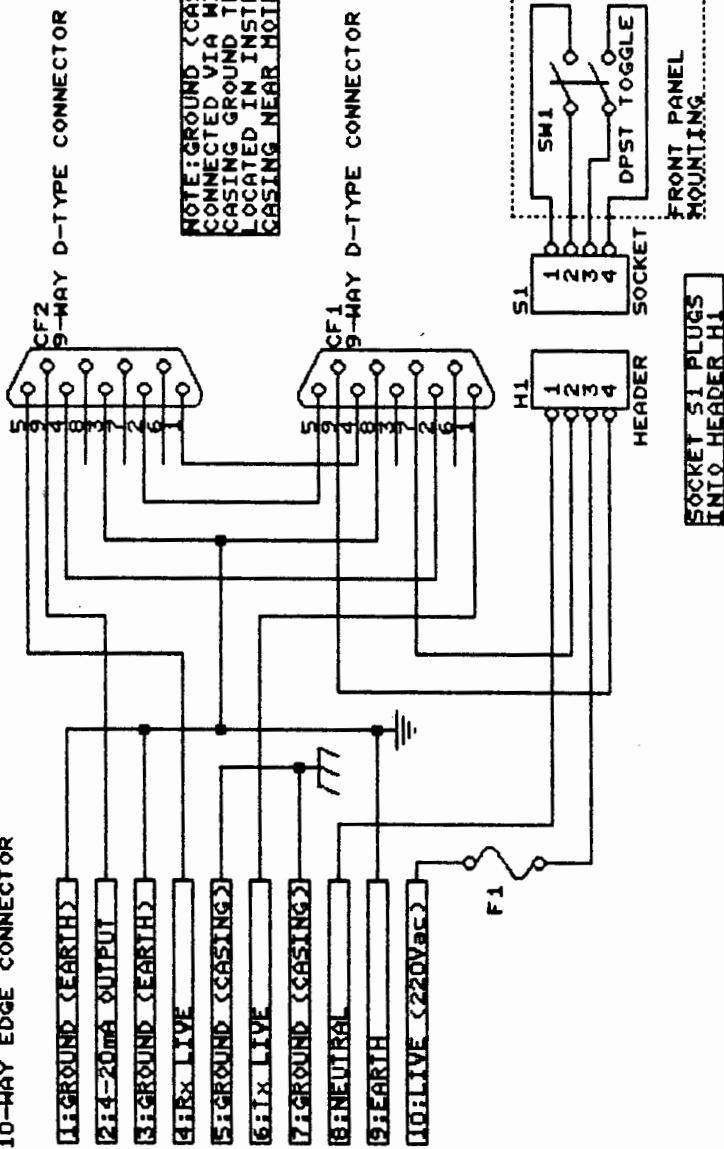 10-WAY EDGE CONNECTOR
1:GROUND (EARTH)
2:4-20mA OUTPUT
3:GROUND (EARTH)
4:Rx LIVE
5:GROUND (CASING)
6:Tx LIVE
7:GROUND (CASING)
8:NEUTRAL
9:EARTH
10:LIVE (220Vac)
F1
CF2
9-WAY D-TYPE CONNECTOR
5
9
4
8
3
7
2
6
1
NOTE:GROUND
CONNECTED VIA
CASING GROUND
LOCATED IN
CASING NEAR
CF1
9-WAY D-TYPE CONNECTOR
5
9
4
8
3
7
2
6
1
H1
1
2
3
4
HEADER
S1
1
2
3
4
SOCKET
SW1
DPST TOGGLE
FRONT PANEL
MOUNTING
SOCKET S1 PLUGS
INTO HEADER H1